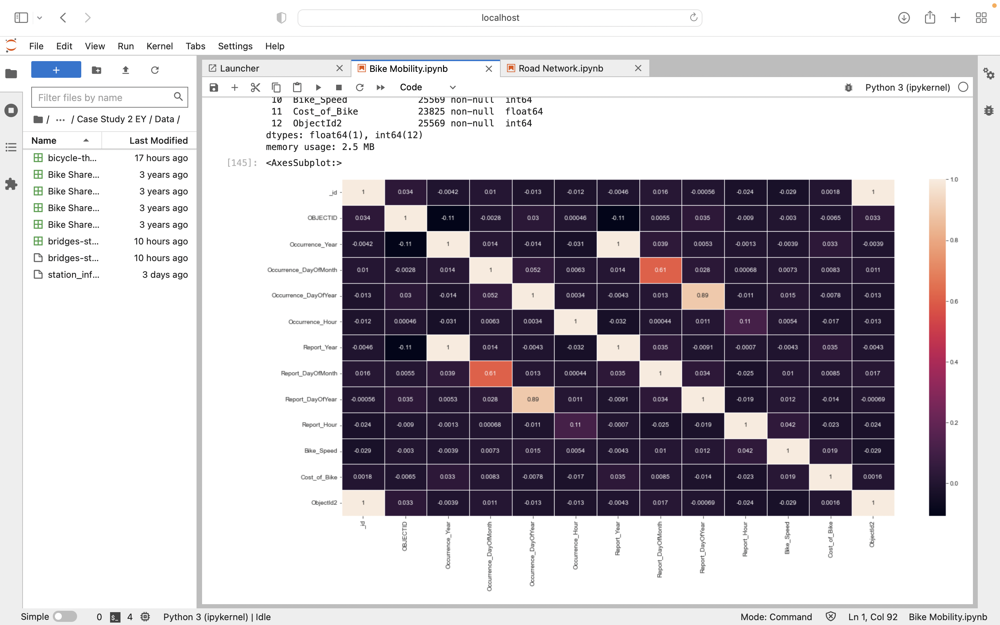 localhost
File Edit View Run Kernel Tabs Settings Help
Launcher Bike Mobility.ipynb Road Network.ipynb
Code Python 3 (ipykernel)
Filter files by name
/ ... / Case Study 2 EY / Data /
Name Last Modified
bicycle-th... 17 hours ago
Bike Share... 3 years ago
Bike Share... 3 years ago
Bike Share... 3 years ago
Bike Share... 3 years ago
bridges-st... 10 hours ago
bridges-st... 10 hours ago
station_inf... 3 days ago
10 Bike_Speed 25569 non-null int64
11 Cost_of_Bike 23825 non-null float64
12 ObjectId2 25569 non-null int64
dtypes: float64(1), int64(12)
memory usage: 2.5 MB
[145]: <AxesSubplot:>
_id 1 0.034 -0.0042 0.01 -0.013 -0.012 -0.0046 0.016 -0.00056 -0.024 -0.029 0.0018 1
OBJECTID 0.034 1 -0.11 -0.0028 0.03 0.00046 -0.11 0.0055 0.035 -0.009 -0.003 -0.0065 0.033
Occurrence_Year -0.0042 -0.11 1 0.014 -0.014 -0.031 1 0.039 0.0053 -0.0013 -0.0039 0.033 -0.0039
Occurrence_DayOfMonth 0.01 -0.0028 0.014 1 0.052 0.0063 0.014 0.61 0.028 0.00068 0.0073 0.0083 0.011
Occurrence_DayOfYear -0.013 0.03 -0.014 0.052 1 0.0034 -0.0043 0.013 0.89 -0.011 0.015 -0.0078 -0.013
Occurrence_Hour -0.012 0.00046 -0.031 0.0063 0.0034 1 -0.032 0.00044 0.011 0.11 0.0054 -0.017 -0.013
Report_Year -0.0046 -0.11 1 0.014 -0.0043 -0.032 1 0.035 -0.0091 -0.0007 -0.0043 0.035 -0.0043
Report_DayOfMonth 0.016 0.0055 0.039 0.61 0.013 0.00044 0.035 1 0.034 -0.025 0.01 0.0085 0.017
Report_DayOfYear -0.00056 0.035 0.0053 0.028 0.89 0.011 -0.0091 0.034 1 -0.019 0.012 -0.014 -0.00069
Report_Hour -0.024 -0.009 -0.0013 0.00068 -0.011 0.11 -0.0007 -0.025 -0.019 1 0.042 -0.023 -0.024
Bike_Speed -0.029 -0.003 -0.0039 0.0073 0.015 0.0054 -0.0043 0.01 0.012 0.042 1 0.019 -0.029
Cost_of_Bike 0.0018 -0.0065 0.033 0.0083 -0.0078 -0.017 0.035 0.0085 -0.014 -0.023 0.019 1 0.0016
ObjectId2 1 0.033 -0.0039 0.011 -0.013 -0.013 -0.0043 0.017 -0.00069 -0.024 -0.029 0.0016 1
_id OBJECTID Occurrence_Year Occurrence_DayOfMonth Occurrence_DayOfYear Occurrence_Hour Report_Year Report_DayOfMonth Report_DayOfYear Report_Hour Bike_Speed Cost_of_Bike ObjectId2
1.0
0.8
0.6
0.4
0.2
0.0
Simple 0 $_ 4 Python 3 (ipykernel) | Idle Mode: Command Ln 1, Col 92 Bike Mobility.ipynb